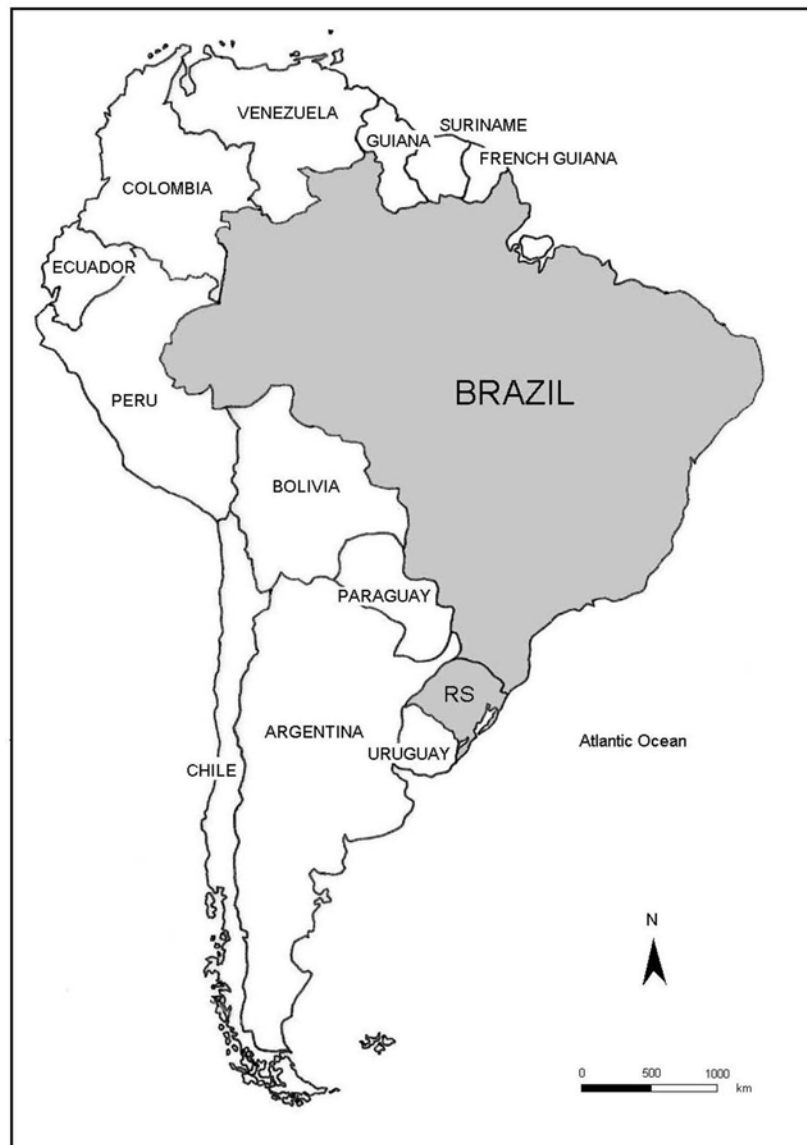 VENEZUELA
SURINAME
GUIANA
FRENCH GUIANA
COLOMBIA
ECUADOR
PERU
BRAZIL
BOLIVIA
PARAGUAY
RS
ARGENTINA
URUGUAY
Atlantic Ocean
CHILE
N
0 500 1000
km